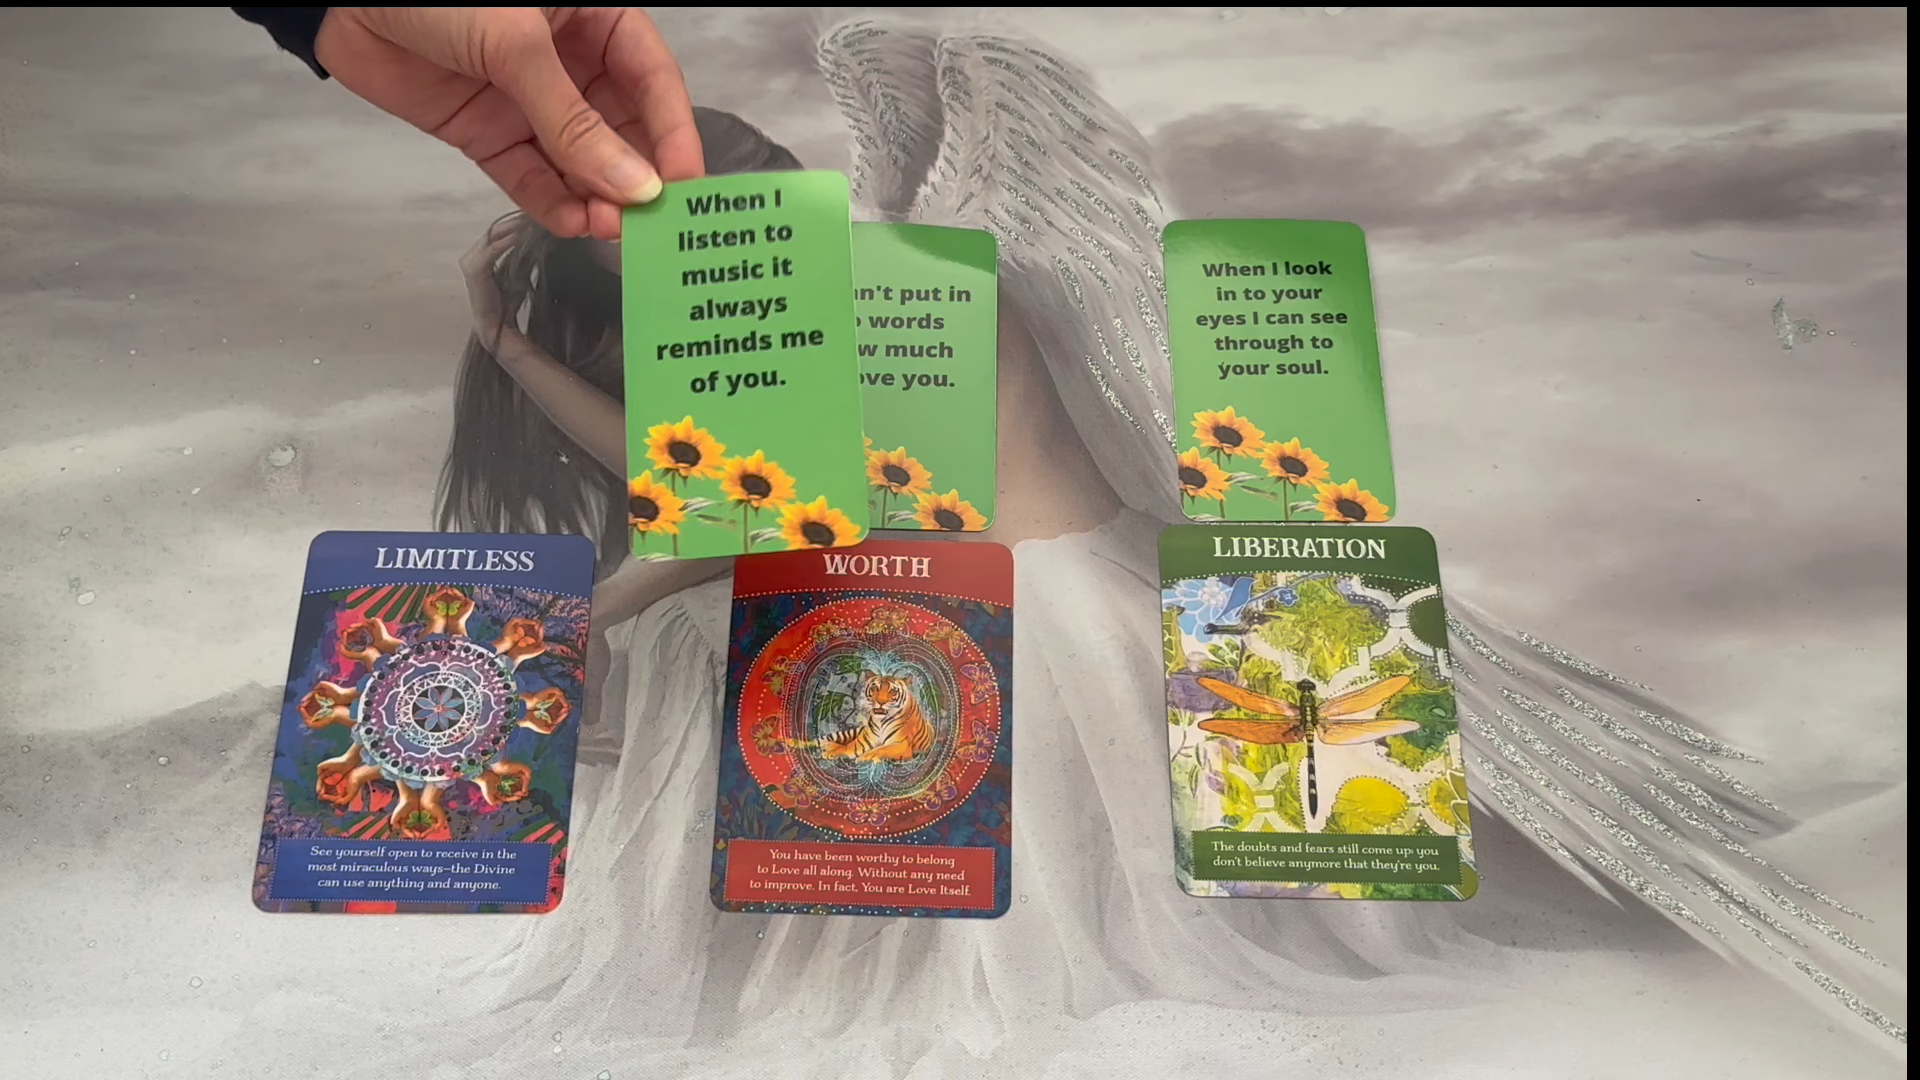 When I
listen to
music it
always
reminds me
of you.
put in
words
much
you.
When I look
in to your
eyes I can see
through to
your soul.
LIMITLESS
See yourself open to receive in the
most miraculous ways—the Divine
can use anything and anyone.
WORTH
You have been worthy to belong
to Love all along. Without any need
to improve. In fact, You are Love Itself.
LIBERATION
The doubts and fears still come up; you
don't believe anymore that they're you.